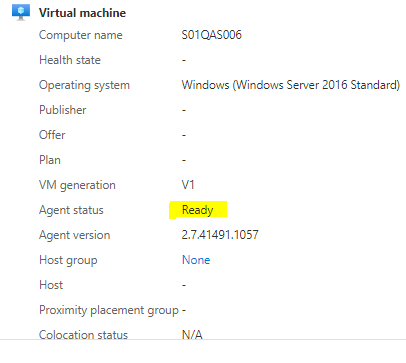 Virtual machine
Computer name S01QAS006
Health state -
Operating system Windows (Windows Server 2016 Standard)
Publisher -
Offer -
Plan -
VM generation V1
Agent status Ready
Agent version 2.7.41491.1057
Host group None
Host -
Proximity placement group -
Colocation status N/A